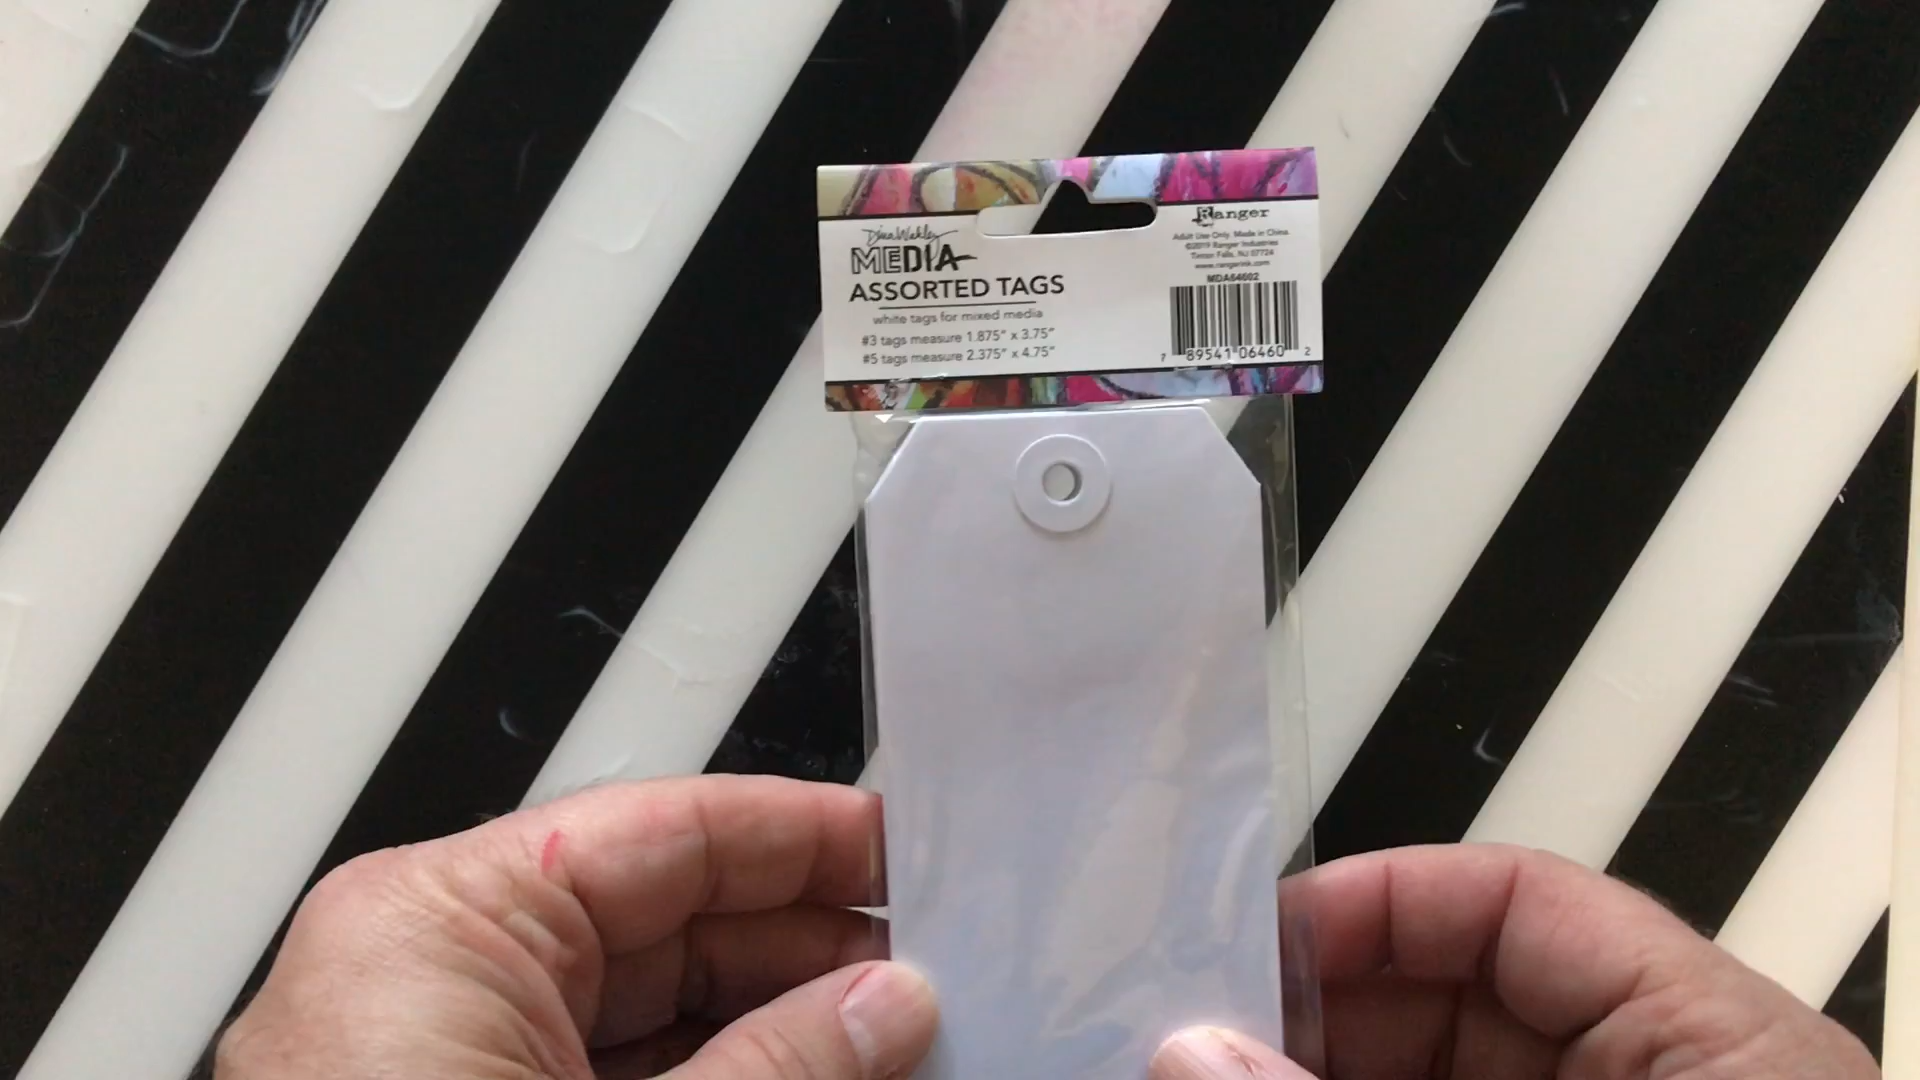 Dina Wakley
MEDIA
ASSORTED TAGS
white tags for mixed media
#3 tags measure 1.875" x 3.75"
#5 tags measure 2.375" x 4.75"
Ranger
Adult Use Only. Made in China.
©2019 Ranger Industries
Tinton Falls, NJ 07724
www.rangerink.com
MDA64602
7 89541 06460 2